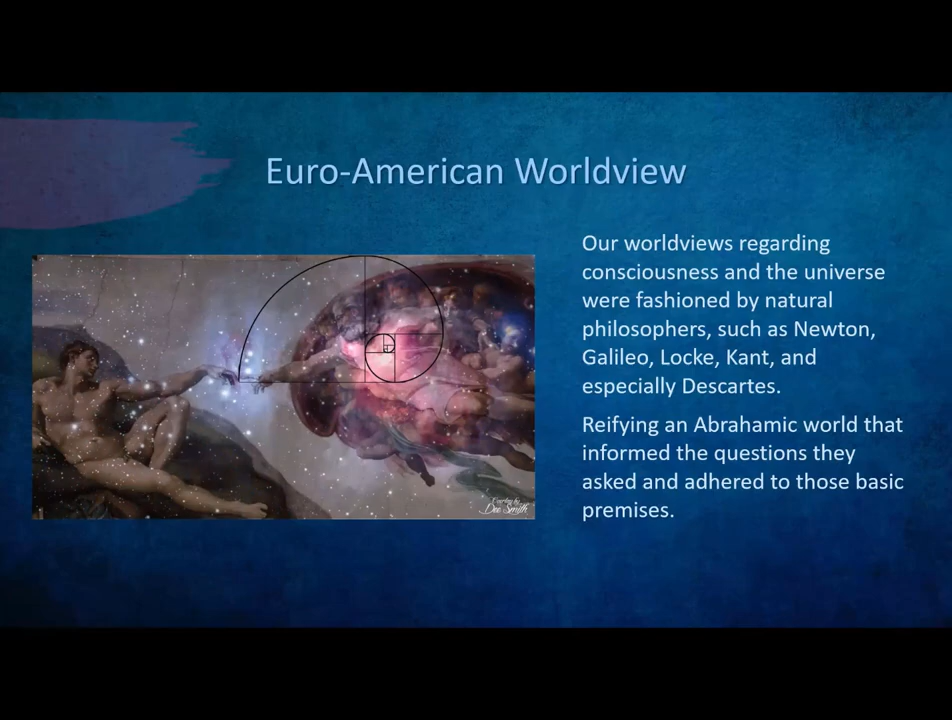 Euro-American Worldview
Our worldviews regarding
consciousness and the universe
were fashioned by natural
philosophers, such as Newton,
Galileo, Locke, Kant, and
especially Descartes.
Reifying an Abrahamic world that
informed the questions they
asked and adhered to those basic
premises.
Dee Smith